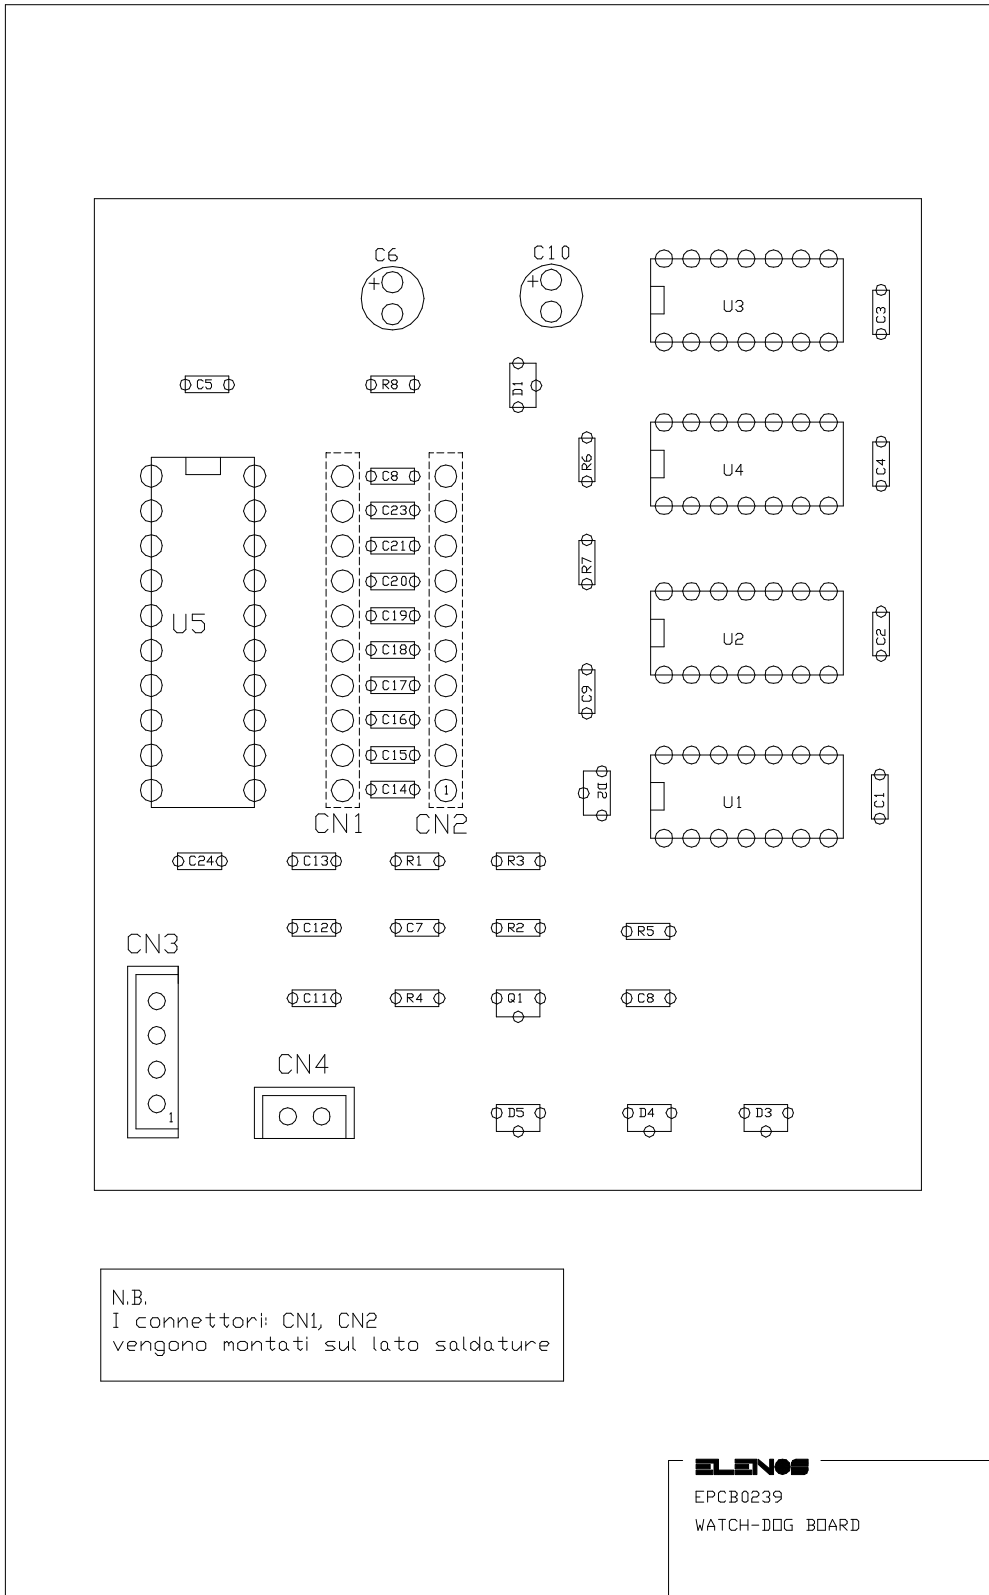 C6
C10
+
+
U3
C3
C5
R8
D1
R6
U4
C4
C8
C23
C21
R7
C20
U5
C19
C18
U2
C2
C17
C9
C16
C15
C14
1
D2
U1
C1
CN1
CN2
C24
C13
R1
R3
C12
C7
R2
R5
CN3
C11
R4
Q1
C8
CN4
1
D5
D4
D3
N.B.
I connettori: CN1, CN2
vengono montati sul lato saldature
ELENOS
EPCB0239
WATCH-DOG BOARD